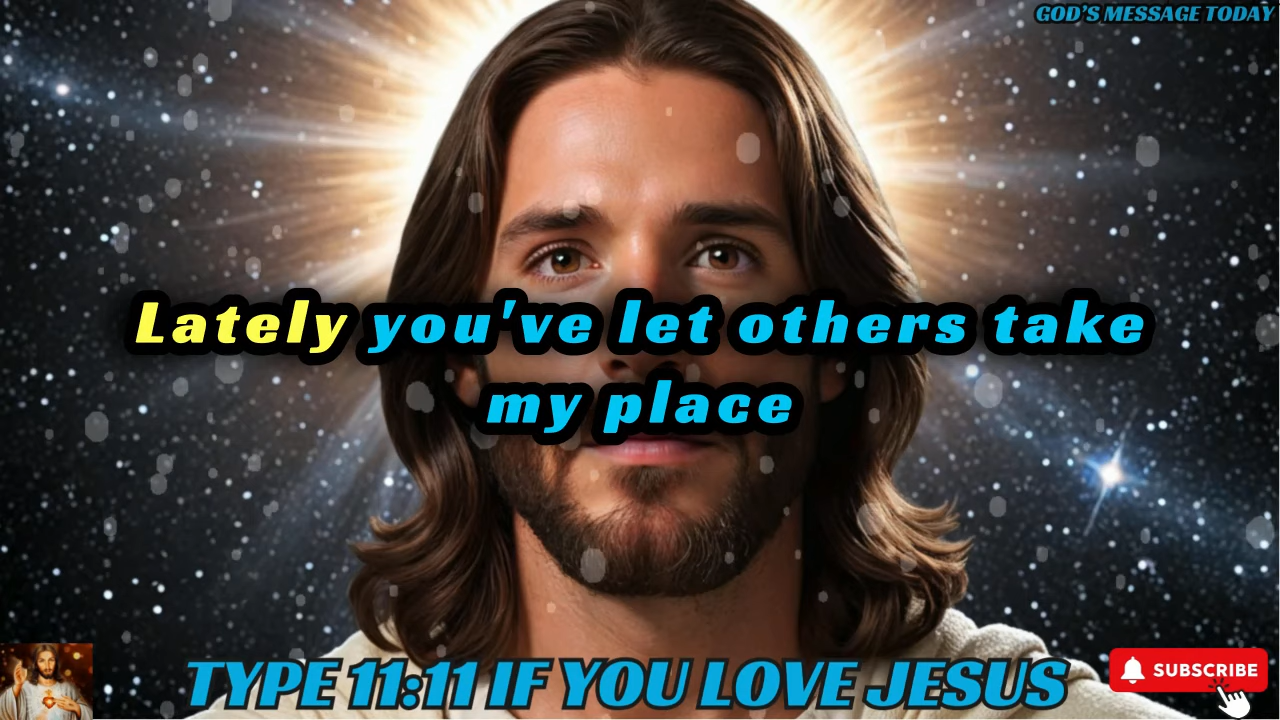 GOD'S MESSAGE TODAY
Lately you've let others take
my place
TYPE 11:11 IF YOU LOVE JESUS
SUBSCRIBE